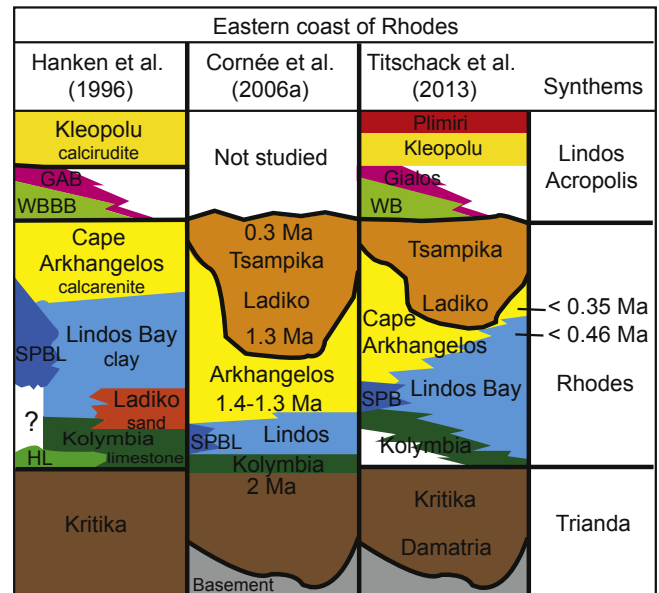 Eastern coast of Rhodes
Hanken et al.
(1996)
Cornée et al.
(2006a)
Titschack et al.
(2013)
Synthems
Kleopolu
calcirudite
GAB
WBBB
Cape
Arkhangelos
calcarenite
SPBL
Lindos Bay
clay
Ladiko
sand
?
Kolymbia
limestone
HL
Kritika
Not studied
0.3 Ma
Tsampika
Ladiko
1.3 Ma
Arkhangelos
1.4-1.3 Ma
SPBL
Lindos
Kolymbia
2 Ma
Basement
Plimiri
Kleopolu
Gialos
WB
Tsampika
Ladiko
Cape
Arkhangelos
SPB
Lindos Bay
Kolymbia
Kritika
Damatria
Lindos
Acropolis
< 0.35 Ma
< 0.46 Ma
Rhodes
Trianda